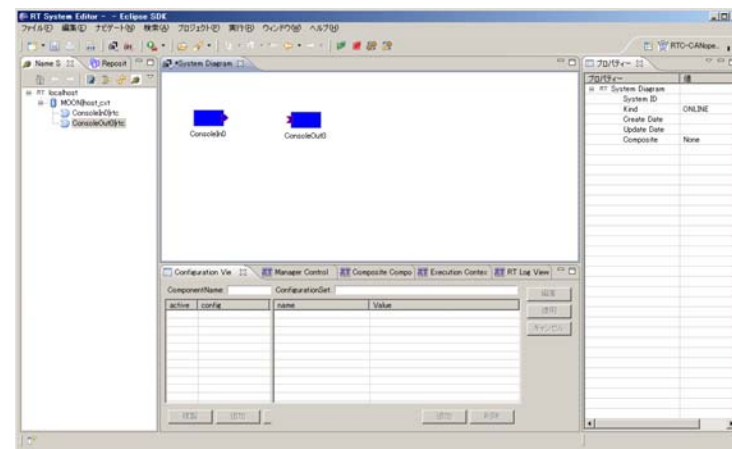 RT System Editor - - Eclipse SDK
ファイル(F) 編集(E) ナビゲート(N) 検索(A) プロジェクト(P) 実行(R) ウィンドウ(W) ヘルプ(H)
RTC-CANope..
Name S
Reposit
*System Diagram
プロパティー
localhost
MOON|host_cxt
ConsoleIn0|rtc
ConsoleOut0|rtc
ConsoleIn0
ConsoleOut0
プロパティー 値
System Diagram
System ID
Kind ONLINE
Create Date
Update Date
Composite None
Configuration Vie
Manager Control
Composite Compo
Execution Contex
RT Log View
ComponentName:
ConfigurationSet:
active config name Value
編集
適用
キャンセル
複製 追加 追加 削除